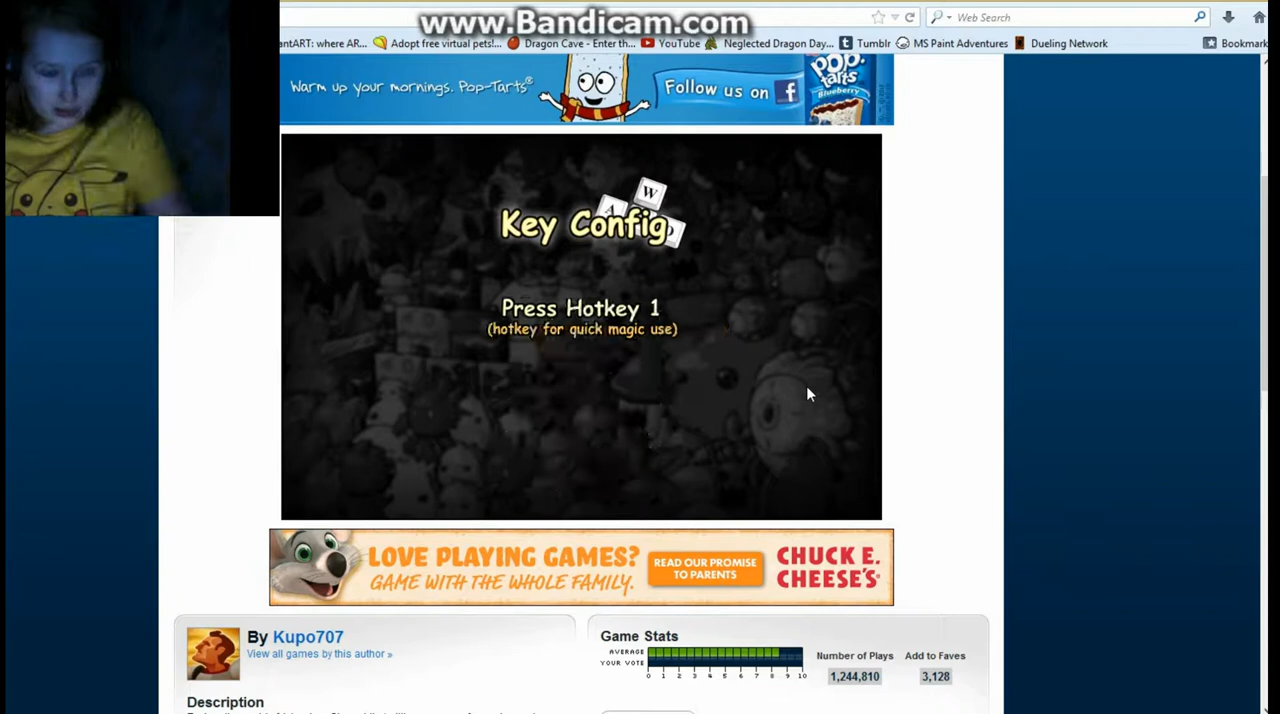 www.Bandicam.com
Web Search
antART: where AR...
Adopt free virtual pets!...
Dragon Cave - Enter th...
YouTube
Neglected Dragon Day...
Tumblr
MS Paint Adventures
Dueling Network
Bookmark
Warm up your mornings. Pop-Tarts®
Follow us on f
Pop. tarts
Blueberry
A W D
Key Config
Press Hotkey 1
(hotkey for quick magic use)
LOVE PLAYING GAMES?
GAME WITH THE WHOLE FAMILY.
READ OUR PROMISE
TO PARENTS
CHUCK E.
CHEESE'S
By Kupo707
View all games by this author »
Description
Game Stats
AVERAGE
YOUR VOTE
0 1 2 3 4 5 6 7 8 9 10
Number of Plays
1,244,810
Add to Faves
3,128